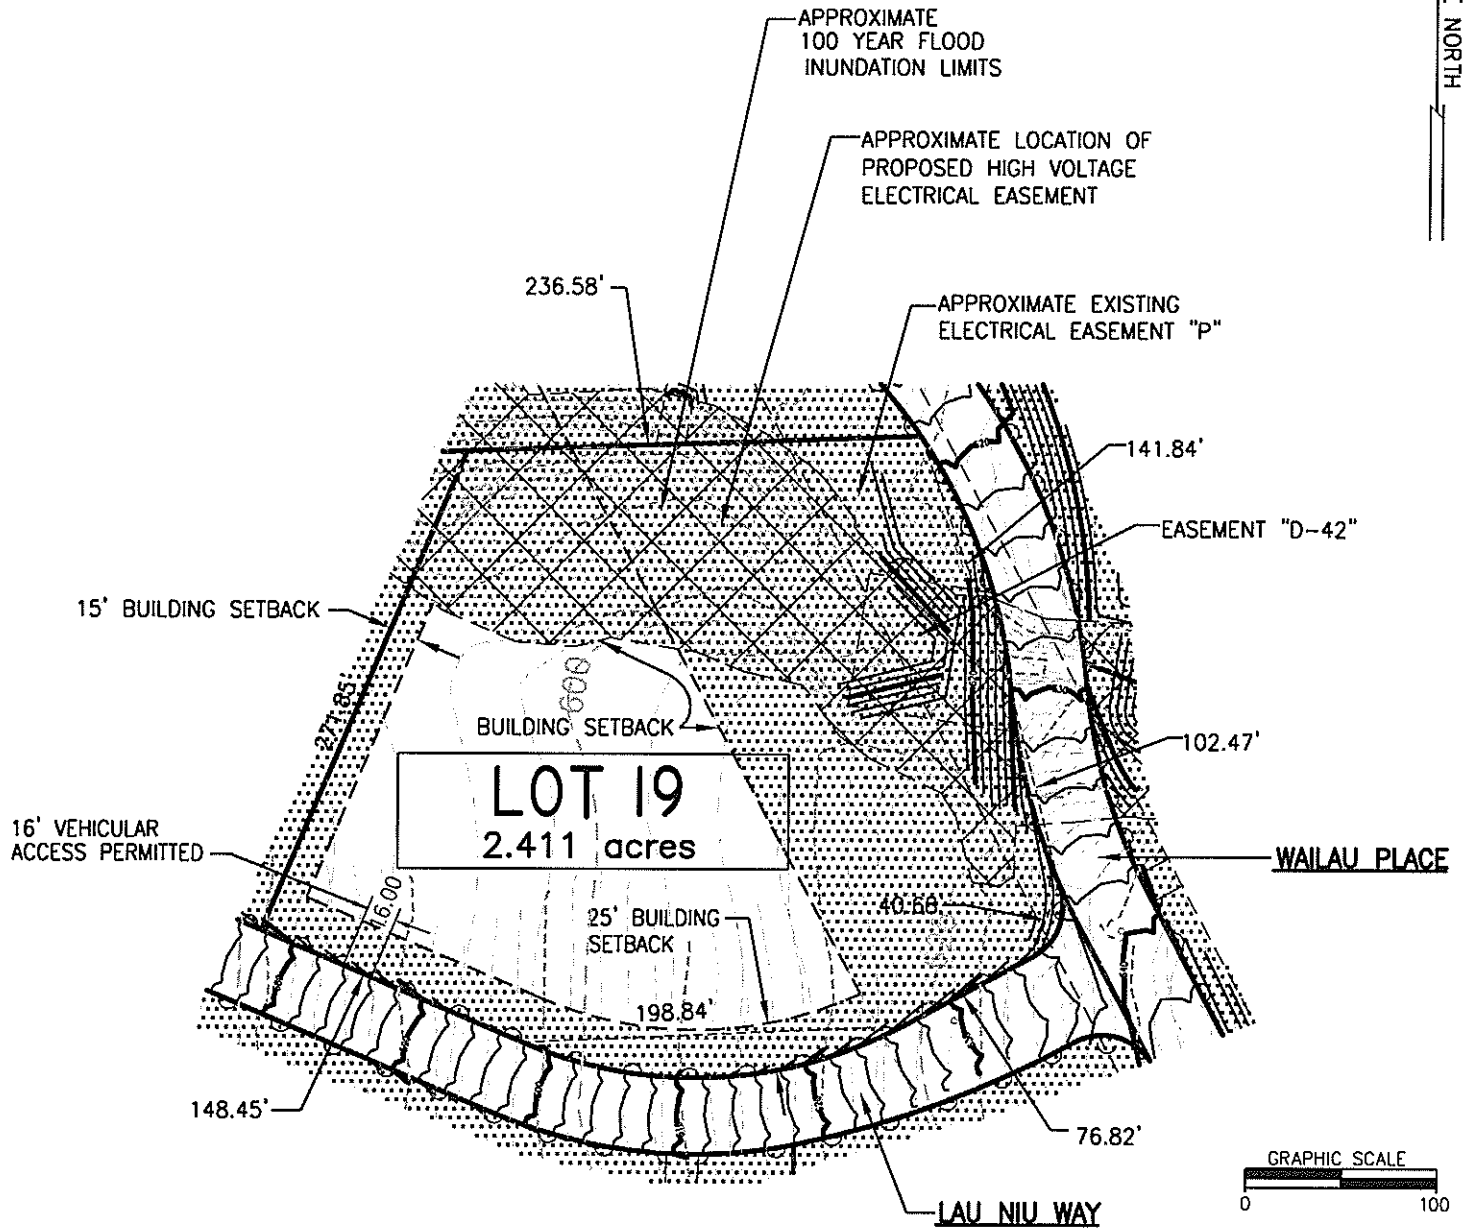 APPROXIMATE
100 YEAR FLOOD
INUNDATION LIMITS
NORTH
APPROXIMATE LOCATION OF
PROPOSED HIGH VOLTAGE
ELECTRICAL EASEMENT
236.58'
APPROXIMATE EXISTING
ELECTRICAL EASEMENT "P"
141.84'
EASEMENT "D-42"
15' BUILDING SETBACK
271.85'
600
BUILDING SETBACK
102.47'
LOT 19
2.411 acres
16' VEHICULAR
ACCESS PERMITTED
16.00
WAILAU PLACE
40.68
25' BUILDING
SETBACK
198.84'
148.45'
76.82'
GRAPHIC SCALE
0 100
LAU NIU WAY